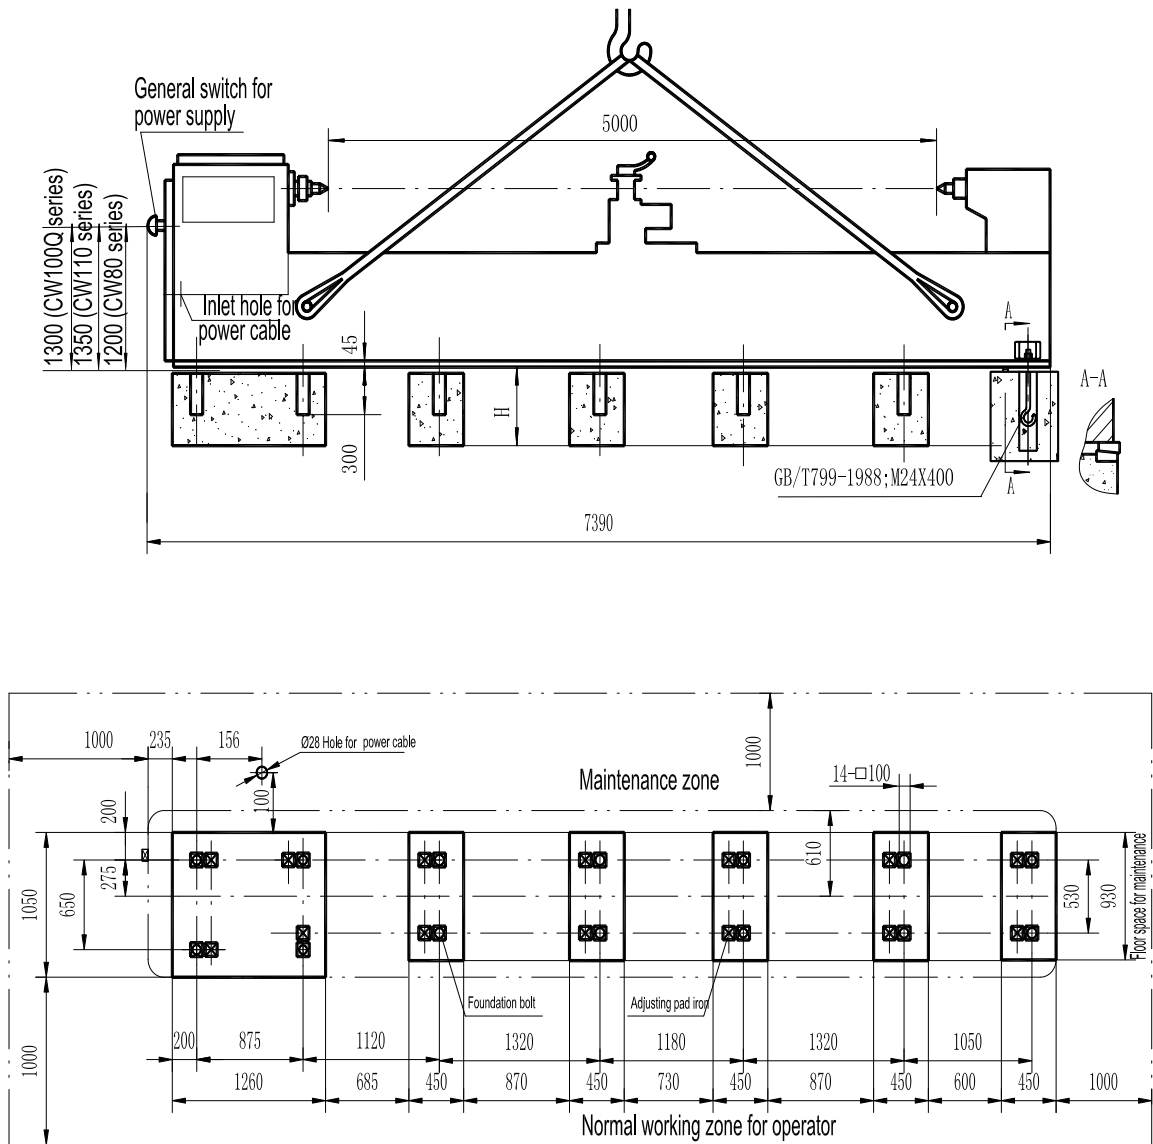 General switch for
power supply
5000
1300 (CW100Q series)
1350 (CW110 series)
1200 (CW80 series)
Inlet hole for
power cable
45
A
A-A
H
300
GB/T799-1988;M24X400
A
7390
1000
235
156
Ø28 Hole for power cable
1000
Maintenance zone
14-□100
200
100
610
1050
650
275
530
930
Floor space for maintenance
Foundation bolt
Adjusting pad iron
1000
200
875
1120
1320
1180
1320
1050
1260
685
450
870
450
730
450
870
450
600
450
1000
Normal working zone for operator